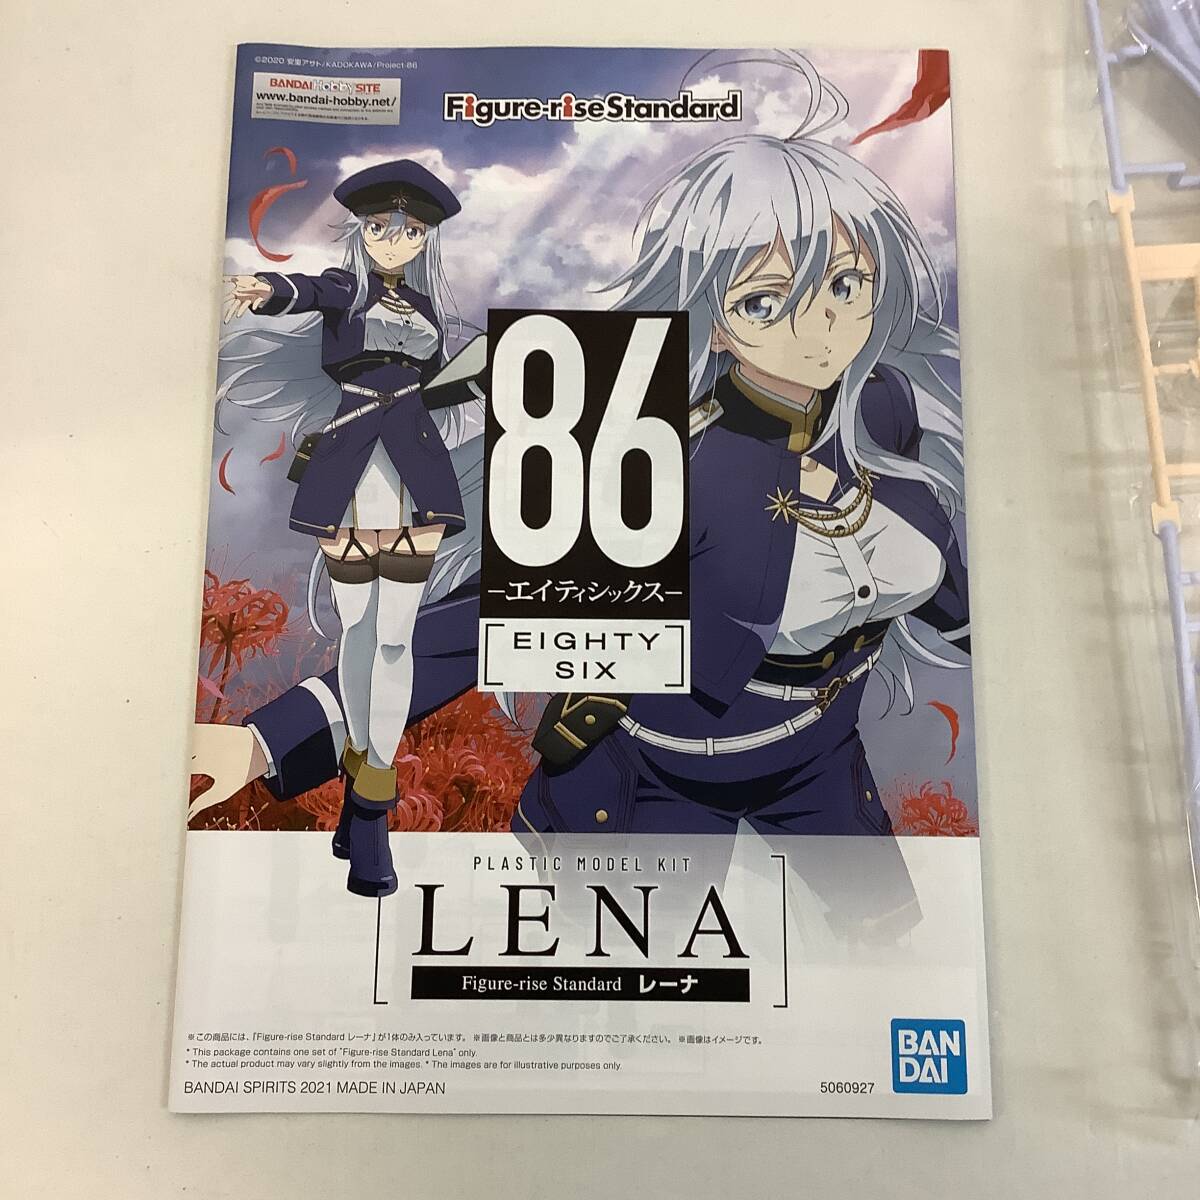 ©2020 安里アサト/KADOKAWA/Project-86
BANDAI Hobby SITE
www.bandai-hobby.net/
Figure-riseStandard
86
–エイティシックス–
EIGHTY
SIX
PLASTIC MODEL KIT
LENA
Figure-rise Standard レーナ
※この商品には、「Figure-rise Standard レーナ」が1体のみ入っています。 ※画像と商品とは多少異なりますのでご了承ください。 ※画像はイメージです。
* This package contains one set of "Figure-rise Standard Lena" only.
* The actual product may vary slightly from the images. * The images are for illustrative purposes only.
BANDAI SPIRITS 2021 MADE IN JAPAN
5060927
BAN
DAI